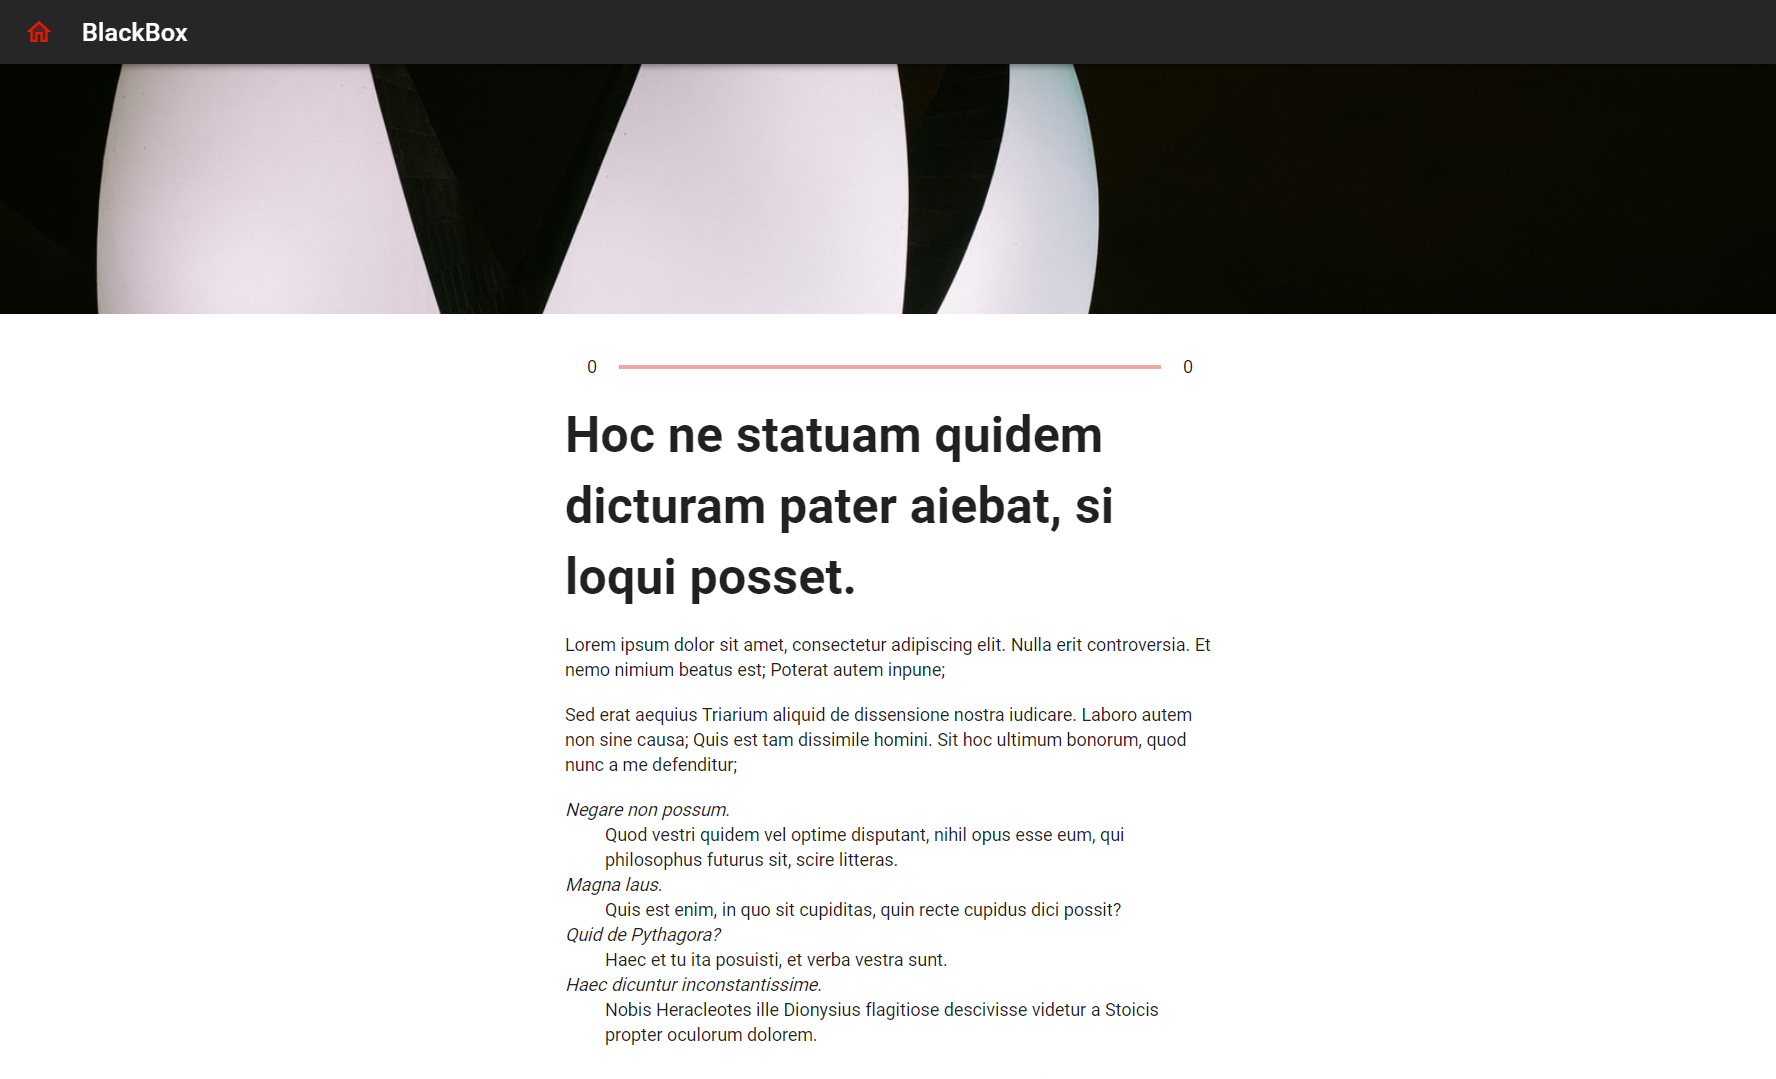 BlackBox
0 0
Hoc ne statuam quidem
dicturam pater aiebat, si
loqui posset.
Lorem ipsum dolor sit amet, consectetur adipiscing elit. Nulla erit controversia. Et
nemo nimium beatus est; Poterat autem inpune;
Sed erat aequius Triarium aliquid de dissensione nostra iudicare. Laboro autem
non sine causa; Quis est tam dissimile homini. Sit hoc ultimum bonorum, quod
nunc a me defenditur;
Negare non possum.
Quod vestri quidem vel optime disputant, nihil opus esse eum, qui
philosophus futurus sit, scire litteras.
Magna laus.
Quis est enim, in quo sit cupiditas, quin recte cupidus dici possit?
Quid de Pythagora?
Haec et tu ita posuisti, et verba vestra sunt.
Haec dicuntur inconstantissime.
Nobis Heracleotes ille Dionysius flagitiose descivisse videtur a Stoicis
propter oculorum dolorem.